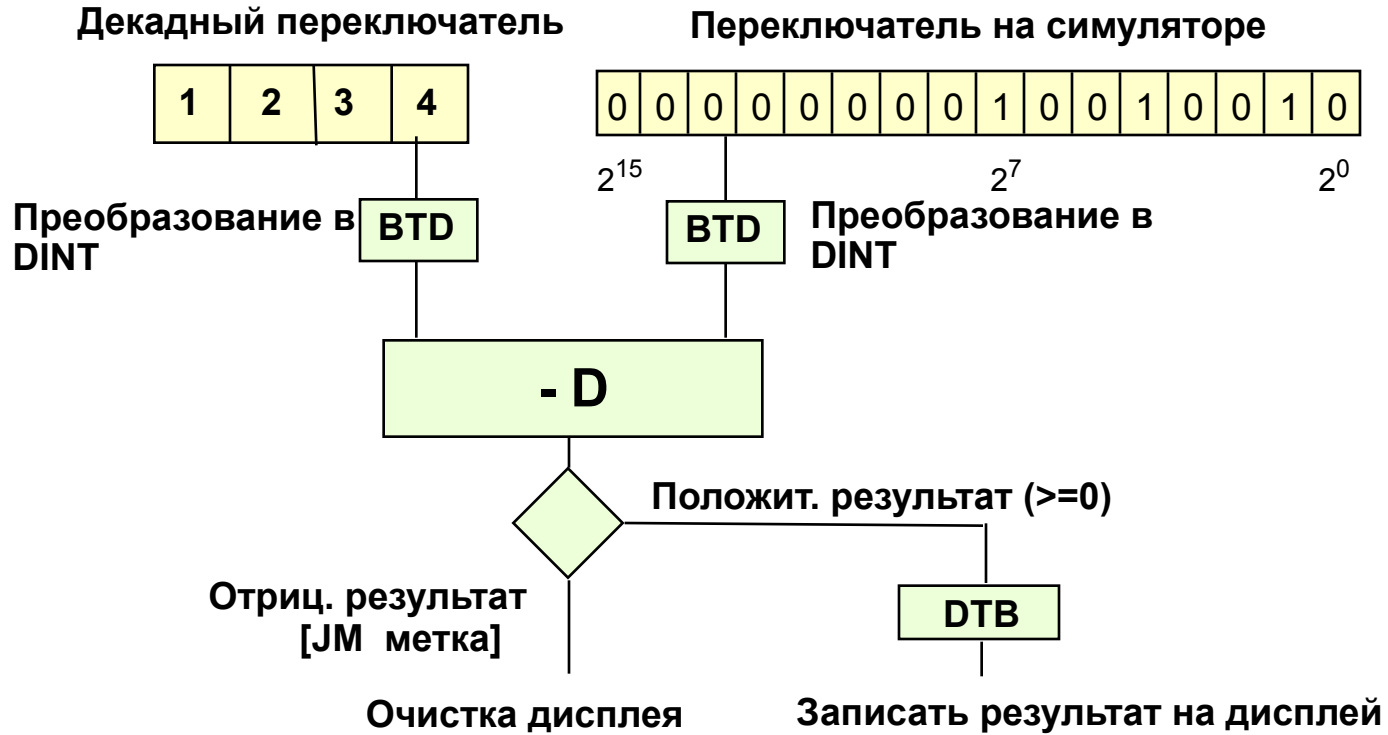 Декадный переключатель
Переключатель на симуляторе
1 2 3 4
0 0 0 0 0 0 0 0 1 0 0 1 0 0 1 0
2^15 2^7 2^0
Преобразование в DINT
BTD
BTD
Преобразование в DINT
- D
Положит. результат (>=0)
Отриц. результат
[JM метка]
DTB
Очистка дисплея
Записать результат на дисплей